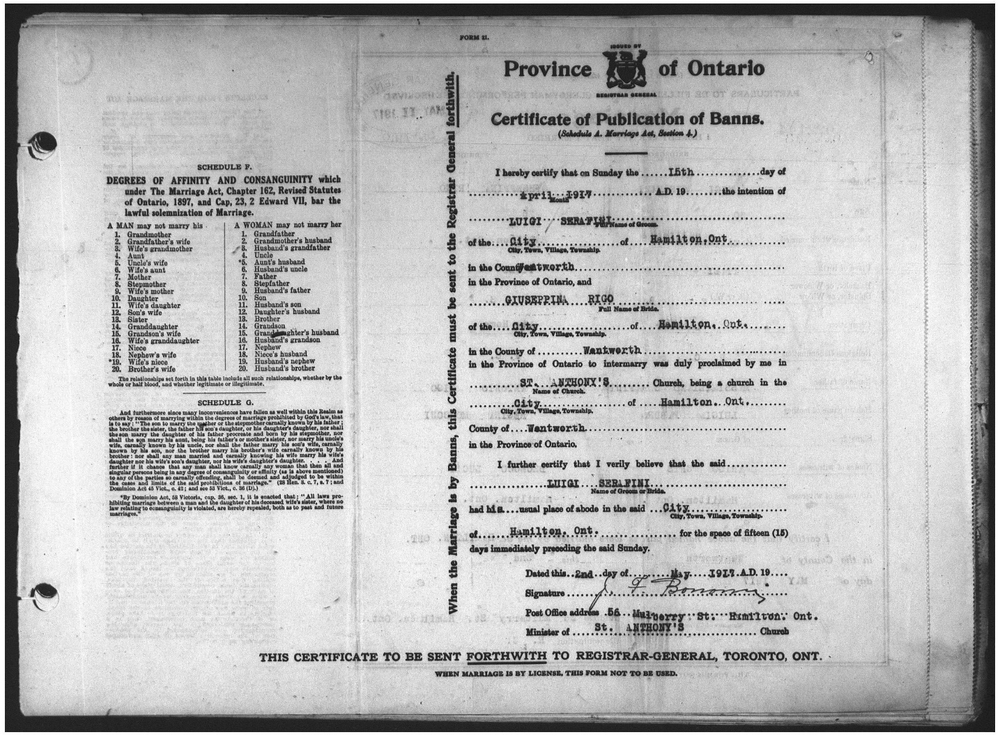 FORM 21.
ISSUED BY
Province of Ontario
REGISTRAR GENERAL
Certificate of Publication of Banns.
(Schedule A. Marriage Act, Section 4.)
When the Marriage is by Banns, this Certificate must be sent to the Registrar General forthwith.
SCHEDULE F.
DEGREES OF AFFINITY AND CONSANGUINITY which
under The Marriage Act, Chapter 162, Revised Statutes
of Ontario, 1897, and Cap, 23, 2 Edward VII, bar the
lawful solemnization of Marriage.
A MAN may not marry his
1. Grandmother
2. Grandfather's wife
3. Wife's grandmother
4. Aunt
5. Uncle's wife
6. Wife's aunt
7. Mother
8. Stepmother
9. Wife's mother
10. Daughter
11. Wife's daughter
12. Son's wife
13. Sister
14. Granddaughter
15. Grandson's wife
16. Wife's granddaughter
17. Niece
18. Nephew's wife
*19. Wife's niece
20. Brother's wife
A WOMAN may not marry her
1. Grandfather
2. Grandmother's husband
3. Husband's grandfather
4. Uncle
*5. Aunt's husband
6. Husband's uncle
7. Father
8. Stepfather
9. Husband's father
10. Son
11. Husband's son
12. Daughter's husband
13. Brother
14. Grandson
15. Granddaughter's husband
16. Husband's grandson
17. Nephew
18. Niece's husband
19. Husband's nephew
20. Husband's brother
The relationships set forth in this table include all such relationships, whether by the
whole or half blood, and whether legitimate or illegitimate.
SCHEDULE G.
And furthermore since many inconveniences have fallen as well within this Realm as
others by reason of marrying within the degrees of marriage prohibited by God's law, that
is to say: "The son to marry the mother or the stepmother carnally known by his father;
the brother the sister, the father his son's daughter, or his daughter's daughter, nor shall
the son marry the daughter of his father procreate and born by his stepmother, nor
shall the son marry his aunt, being his father's or mother's sister, nor marry his uncle's
wife, carnally known by his uncle, nor shall the father marry his son's wife, carnally
known by his son, nor the brother marry his brother's wife carnally known by his
brother: nor shall any man married and carnally knowing his wife marry his wife's
daughter nor his wife's son's daughter, nor his wife's daughter's daughter. . . . . And
further if it chance that any man shall know carnally any woman that then all and
singular persons being in any degree of consanguinity or affinity (as is above mentioned)
to any of the parties so carnally offending, shall be deemed and adjudged to be within
the cases and limits of the said prohibitions of marriage." (28 Hen. 8. c. 7, s. 7; and
Dominion Act 45 Vict., c. 42; and see 53 Vict., c. 36 (D).)
*By Dominion Act, 58 Victoria, cap. 36, sec. 1, it is enacted that: "All laws pro-
hibiting marriage between a man and the daughter of his deceased wife's sister, where no
law relating to consanguinity is violated, are hereby repealed, both as to past and future
marriages."
I hereby certify that on Sunday the ......15th...............day of
April 1917 A.D. 19........the intention of
Month
LUIGI SERAFINI
Full Name of Groom.
of the....City.................of.....Hamilton.Ont.
City, Town, Village, Township.
in the County Wentworth
in the Province of Ontario, and
GIUSEPPINA RIGO
Full Name of Bride.
of the.....City.................of.....Hamilton. Ont.
City, Town, Village, Township.
in the County of .........Wentworth
in the Province of Ontario to intermarry was duly proclaimed by me in
ST. ANTHONY'S ........ Church, being a church in the
Name of Church.
City.................of.....Hamilton. Ont.
City, Town, Village, Township.
County of....Wentworth
in the Province of Ontario.
I further certify that I verily believe that the said
LUIGI SERAFINI
Name of Groom or Bride.
had his....usual place of abode in the said ...City
City, Town, Village, Township.
of.......Hamilton. Ont. for the space of fifteen (15)
days immediately preceding the said Sunday.
Dated this..2nd..day of........May....1917.A.D. 19....
Signature J. F. Bonomi
Post Office address .56 Mulberry St. Hamilton. Ont.
Minister of ....St. ANTHONY'S.... Church
THIS CERTIFICATE TO BE SENT FORTHWITH TO REGISTRAR-GENERAL, TORONTO, ONT.
WHEN MARRIAGE IS BY LICENSE, THIS FORM NOT TO BE USED.